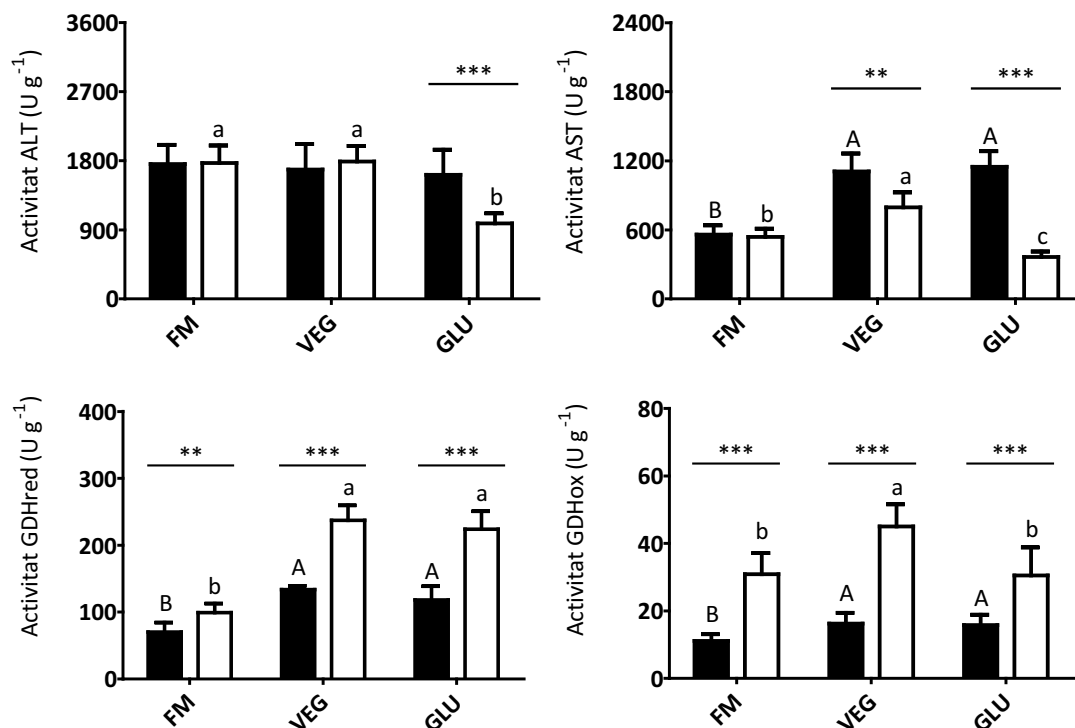 Activitat ALT (U g⁻¹)
3600
2700
1800
900
0
***
a
a
b
FM
VEG
GLU
Activitat AST (U g⁻¹)
2400
1800
1200
600
0
**
***
B
b
A
a
A
c
FM
VEG
GLU
Activitat GDHred (U g⁻¹)
400
300
200
100
0
**
***
***
B
b
A
a
A
a
FM
VEG
GLU
Activitat GDHox (U g⁻¹)
80
60
40
20
0
***
***
***
B
b
A
a
A
b
FM
VEG
GLU